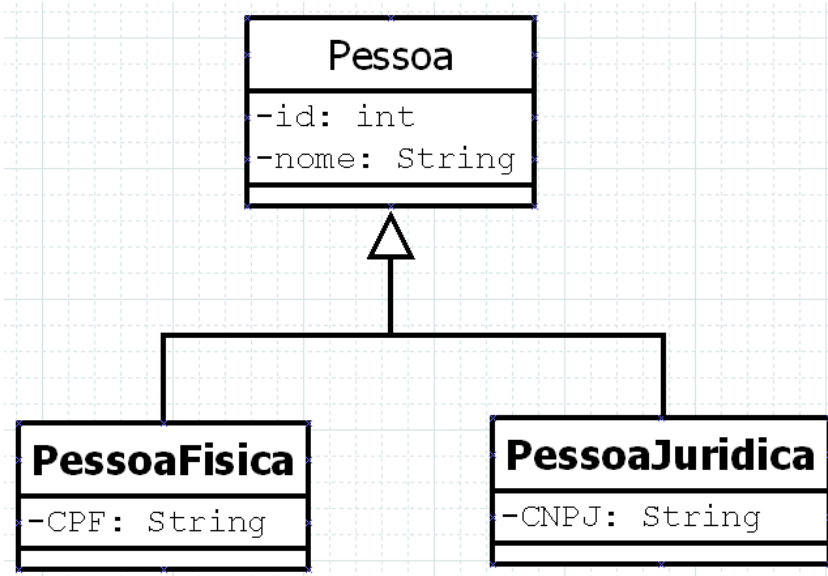 Pessoa
-id: int
-nome: String
PessoaFisica
-CPF: String
PessoaJuridica
-CNPJ: String